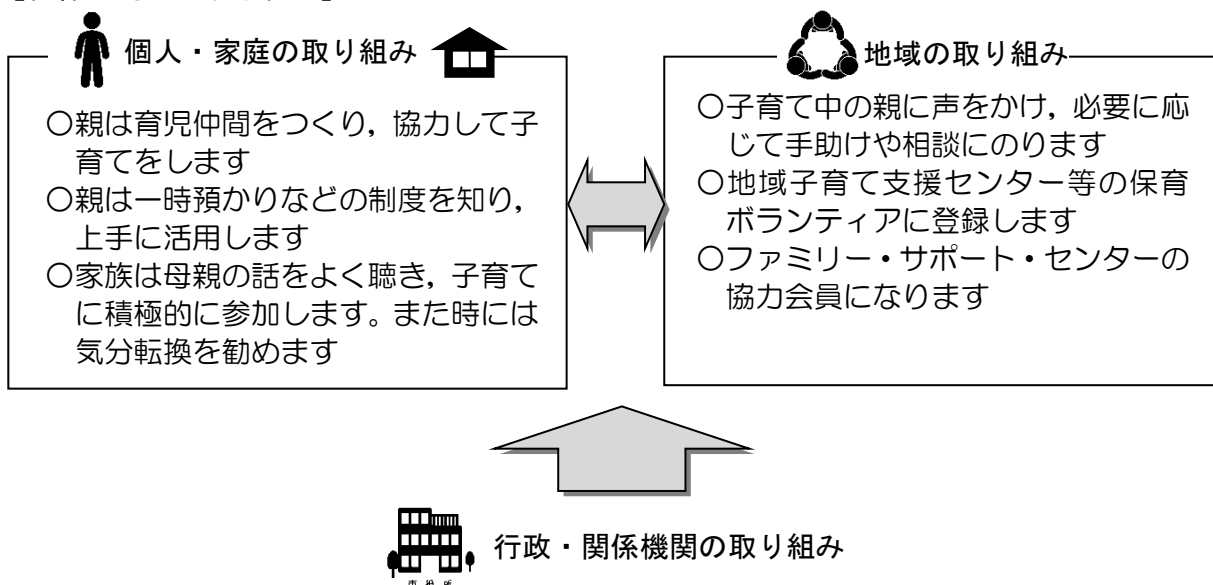 個人・家庭の取り組み
○親は育児仲間をつくり，協力して子
育てをします
○親は一時預かりなどの制度を知り，
上手に活用します
○家族は母親の話をよく聴き，子育て
に積極的に参加します。また時には
気分転換を勧めます
地域の取り組み
○子育て中の親に声をかけ，必要に応
じて手助けや相談にのります
○地域子育て支援センター等の保育
ボランティアに登録します
○ファミリー・サポート・センターの
協力会員になります
行政・関係機関の取り組み